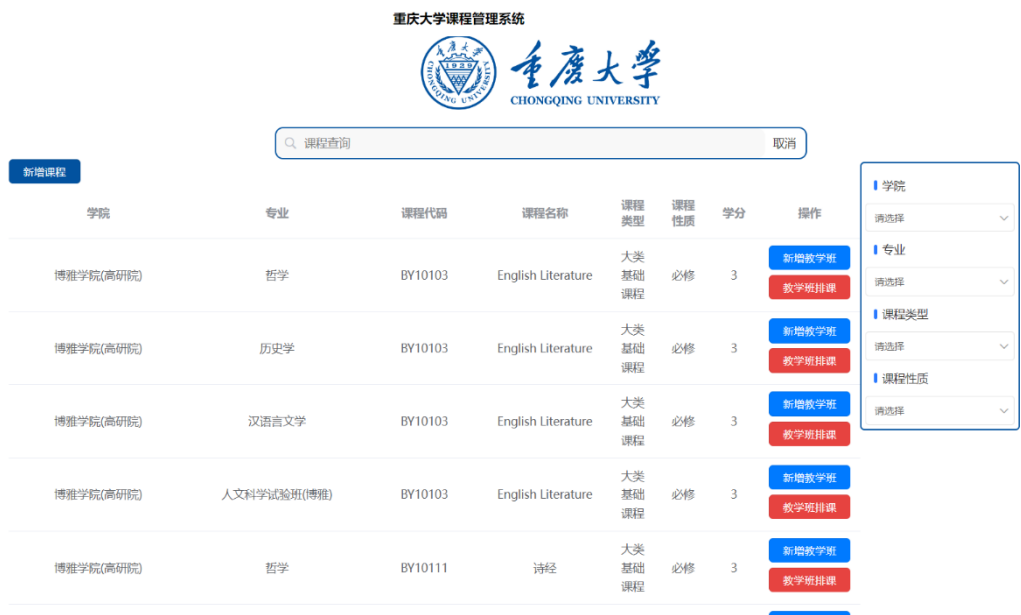 重庆大学课程管理系统
重庆大学
1929
CHONGQING UNIVERSITY
重庆大学
CHONGQING UNIVERSITY
课程查询 取消
新增课程
学院 专业 课程代码 课程名称 课程类型 课程性质 学分 操作
博雅学院(高研院) 哲学 BY10103 English Literature 大类基础课程 必修 3 新增教学班 教学班排课
博雅学院(高研院) 历史学 BY10103 English Literature 大类基础课程 必修 3 新增教学班 教学班排课
博雅学院(高研院) 汉语言文学 BY10103 English Literature 大类基础课程 必修 3 新增教学班 教学班排课
博雅学院(高研院) 人文科学试验班(博雅) BY10103 English Literature 大类基础课程 必修 3 新增教学班 教学班排课
博雅学院(高研院) 哲学 BY10111 诗经 大类基础课程 必修 3 新增教学班 教学班排课
学院
请选择
专业
请选择
课程类型
请选择
课程性质
请选择